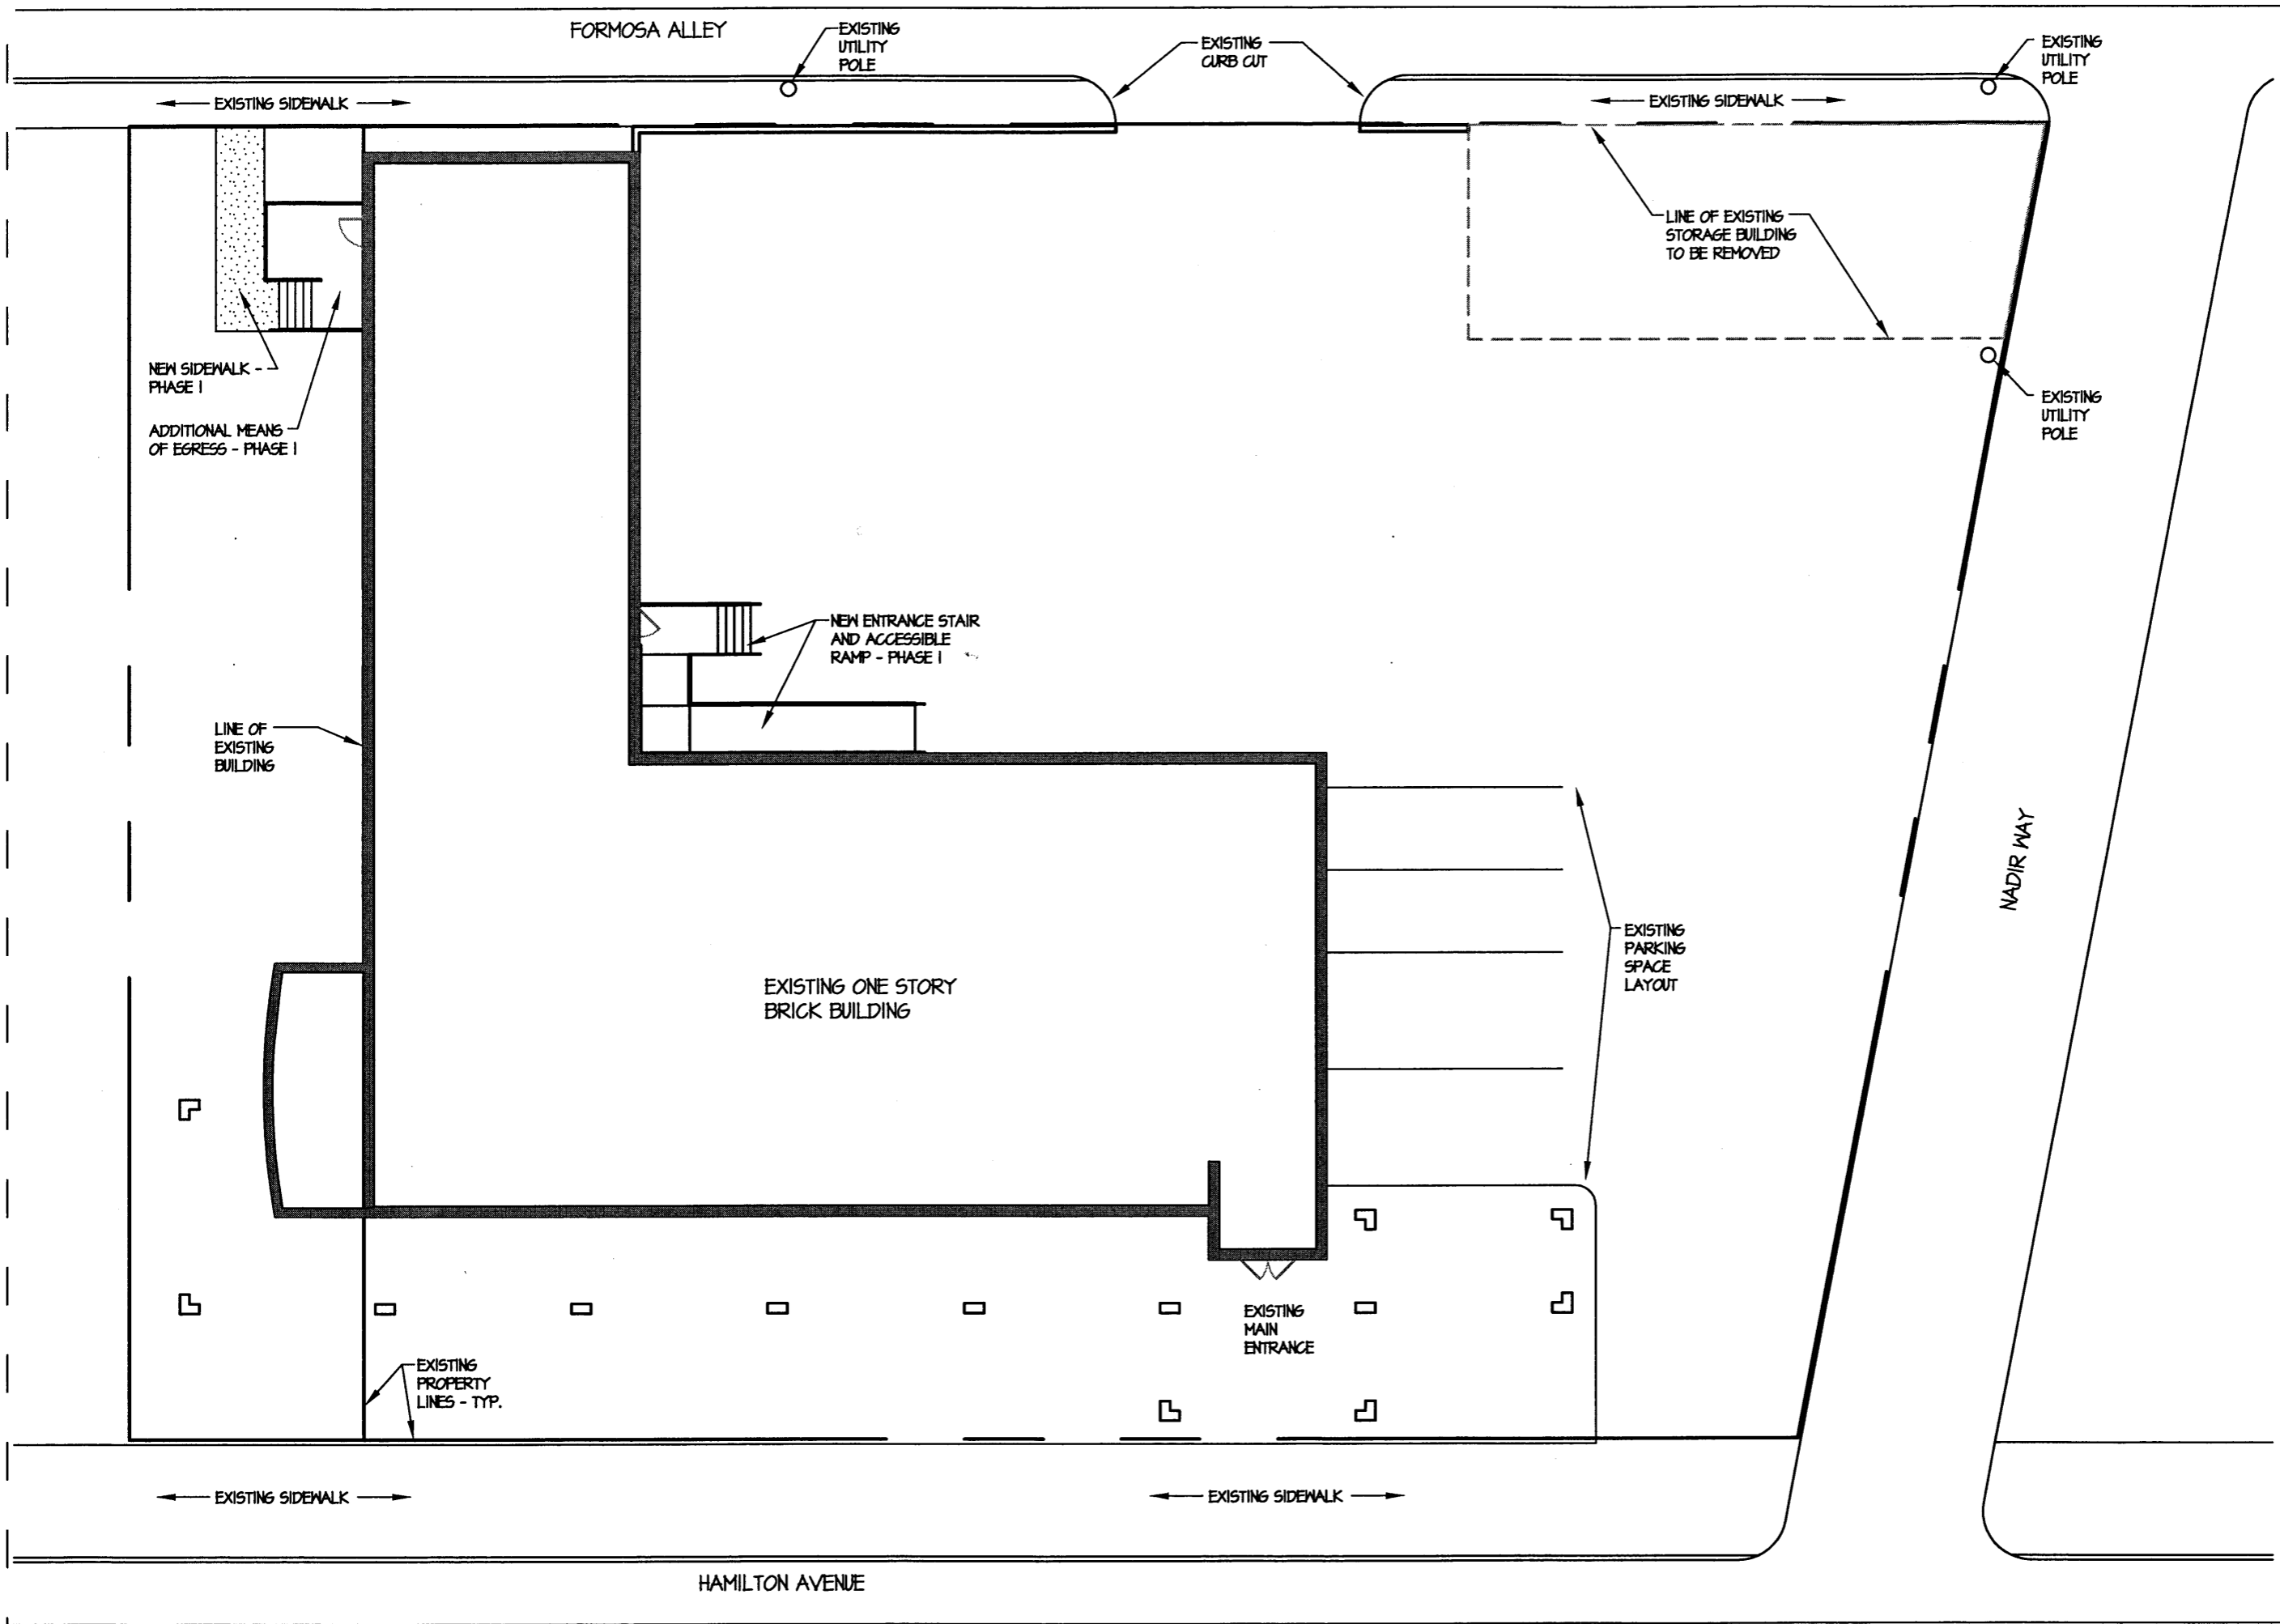 FORMOSA ALLEY
EXISTING
UTILITY
POLE
EXISTING
CURB CUT
EXISTING
UTILITY
POLE
EXISTING SIDEWALK
EXISTING SIDEWALK
LINE OF EXISTING
STORAGE BUILDING
TO BE REMOVED
NEW SIDEWALK -
PHASE I
ADDITIONAL MEANS
OF EGRESS - PHASE I
EXISTING
UTILITY
POLE
NEW ENTRANCE STAIR
AND ACCESSIBLE
RAMP - PHASE I
LINE OF
EXISTING
BUILDING
NADIR WAY
EXISTING
PARKING
SPACE
LAYOUT
EXISTING ONE STORY
BRICK BUILDING
EXISTING
MAIN
ENTRANCE
EXISTING
PROPERTY
LINES - TYP.
EXISTING SIDEWALK
EXISTING SIDEWALK
HAMILTON AVENUE